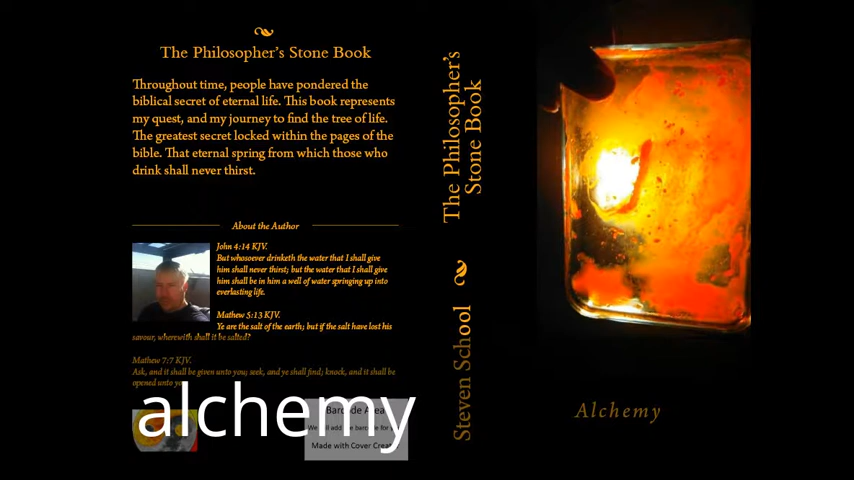 The Philosopher's Stone Book
Throughout time, people have pondered the
biblical secret of eternal life. This book represents
my quest, and my journey to find the tree of life.
The greatest secret locked within the pages of the
bible. That eternal spring from which those who
drink shall never thirst.
About the Author
John 4:14 KJV.
But whosoever drinketh the water that I shall give
him shall never thirst; but the water that I shall give
him shall be in him a well of water springing up into
everlasting life.
Mathew 5:13 KJV.
Ye are the salt of the earth; but if the salt have lost his
savour, wherewith shall it be salted?
Mathew 7:7 KJV.
Ask, and it shall be given unto you; seek, and ye shall find; knock, and it shall be
opened unto
alchemy
Barcode Area
Made with Cover
The Philosopher's
Stone Book
Steven School
Alchemy